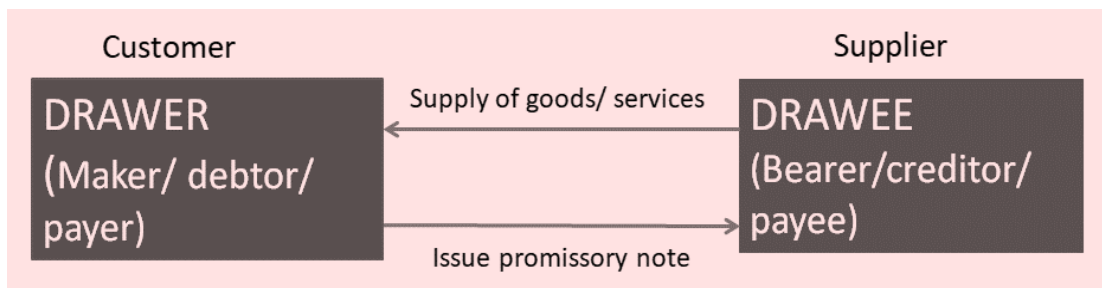 Customer
Supplier
DRAWER
(Maker/ debtor/
payer)
Supply of goods/ services
Issue promissory note
DRAWEE
(Bearer/creditor/
payee)